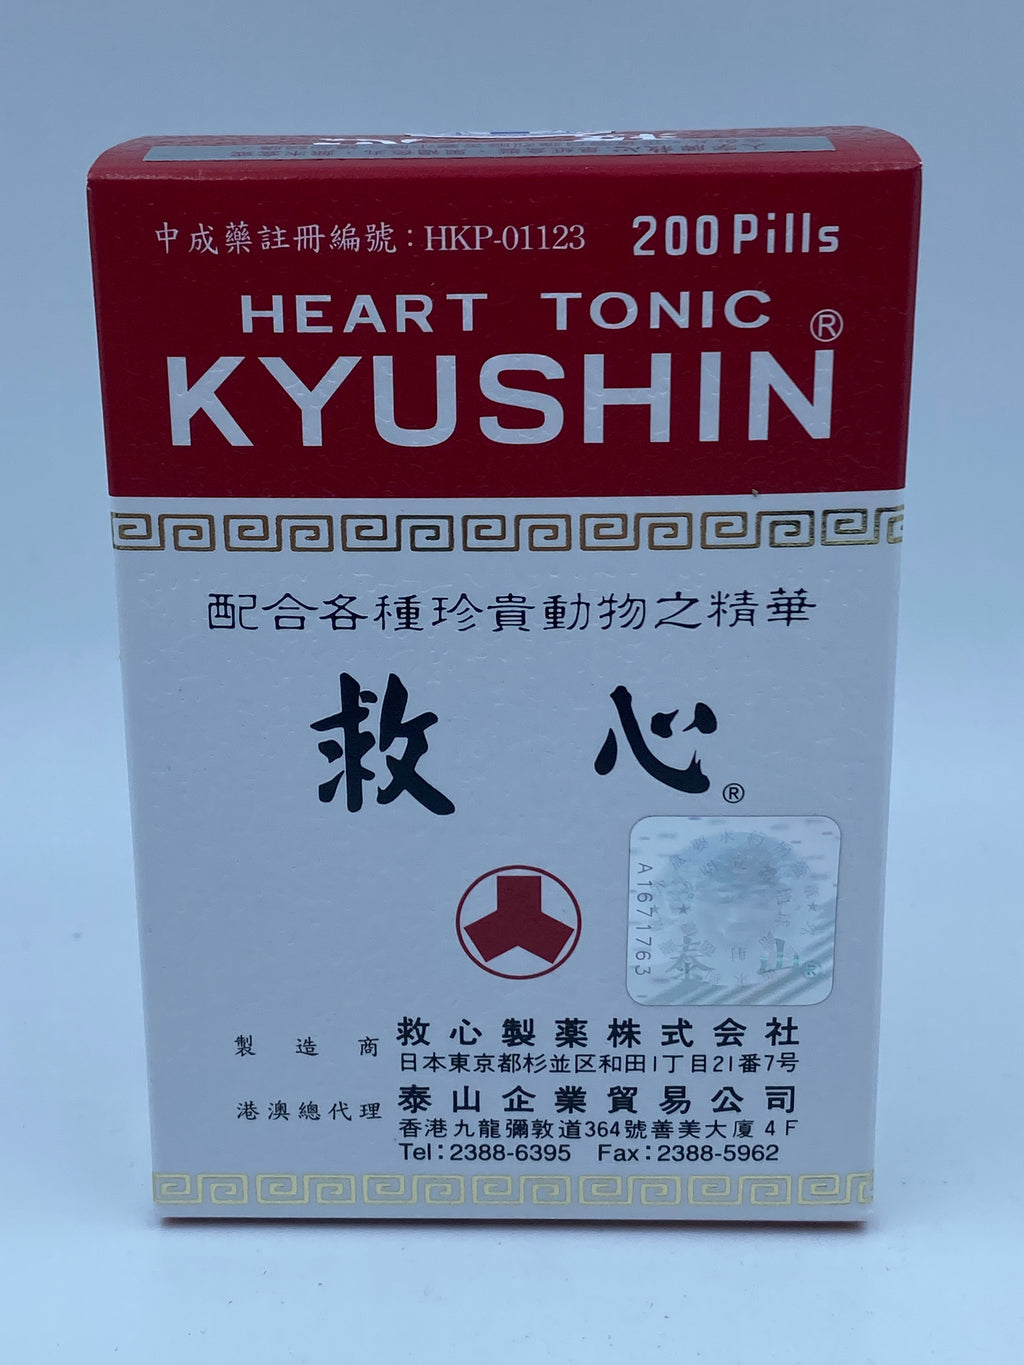 中成藥註冊編號：HKP-01123
200 Pills
HEART TONIC
KYUSHIN®
配合各種珍貴動物之精華
救心®
A1671763
泰山
製造商 救心製薬株式会社
日本東京都杉並区和田1丁目21番7号
港澳總代理 泰山企業貿易公司
香港九龍彌敦道364號善美大廈 4 F
Tel：2388-6395 Fax：2388-5962